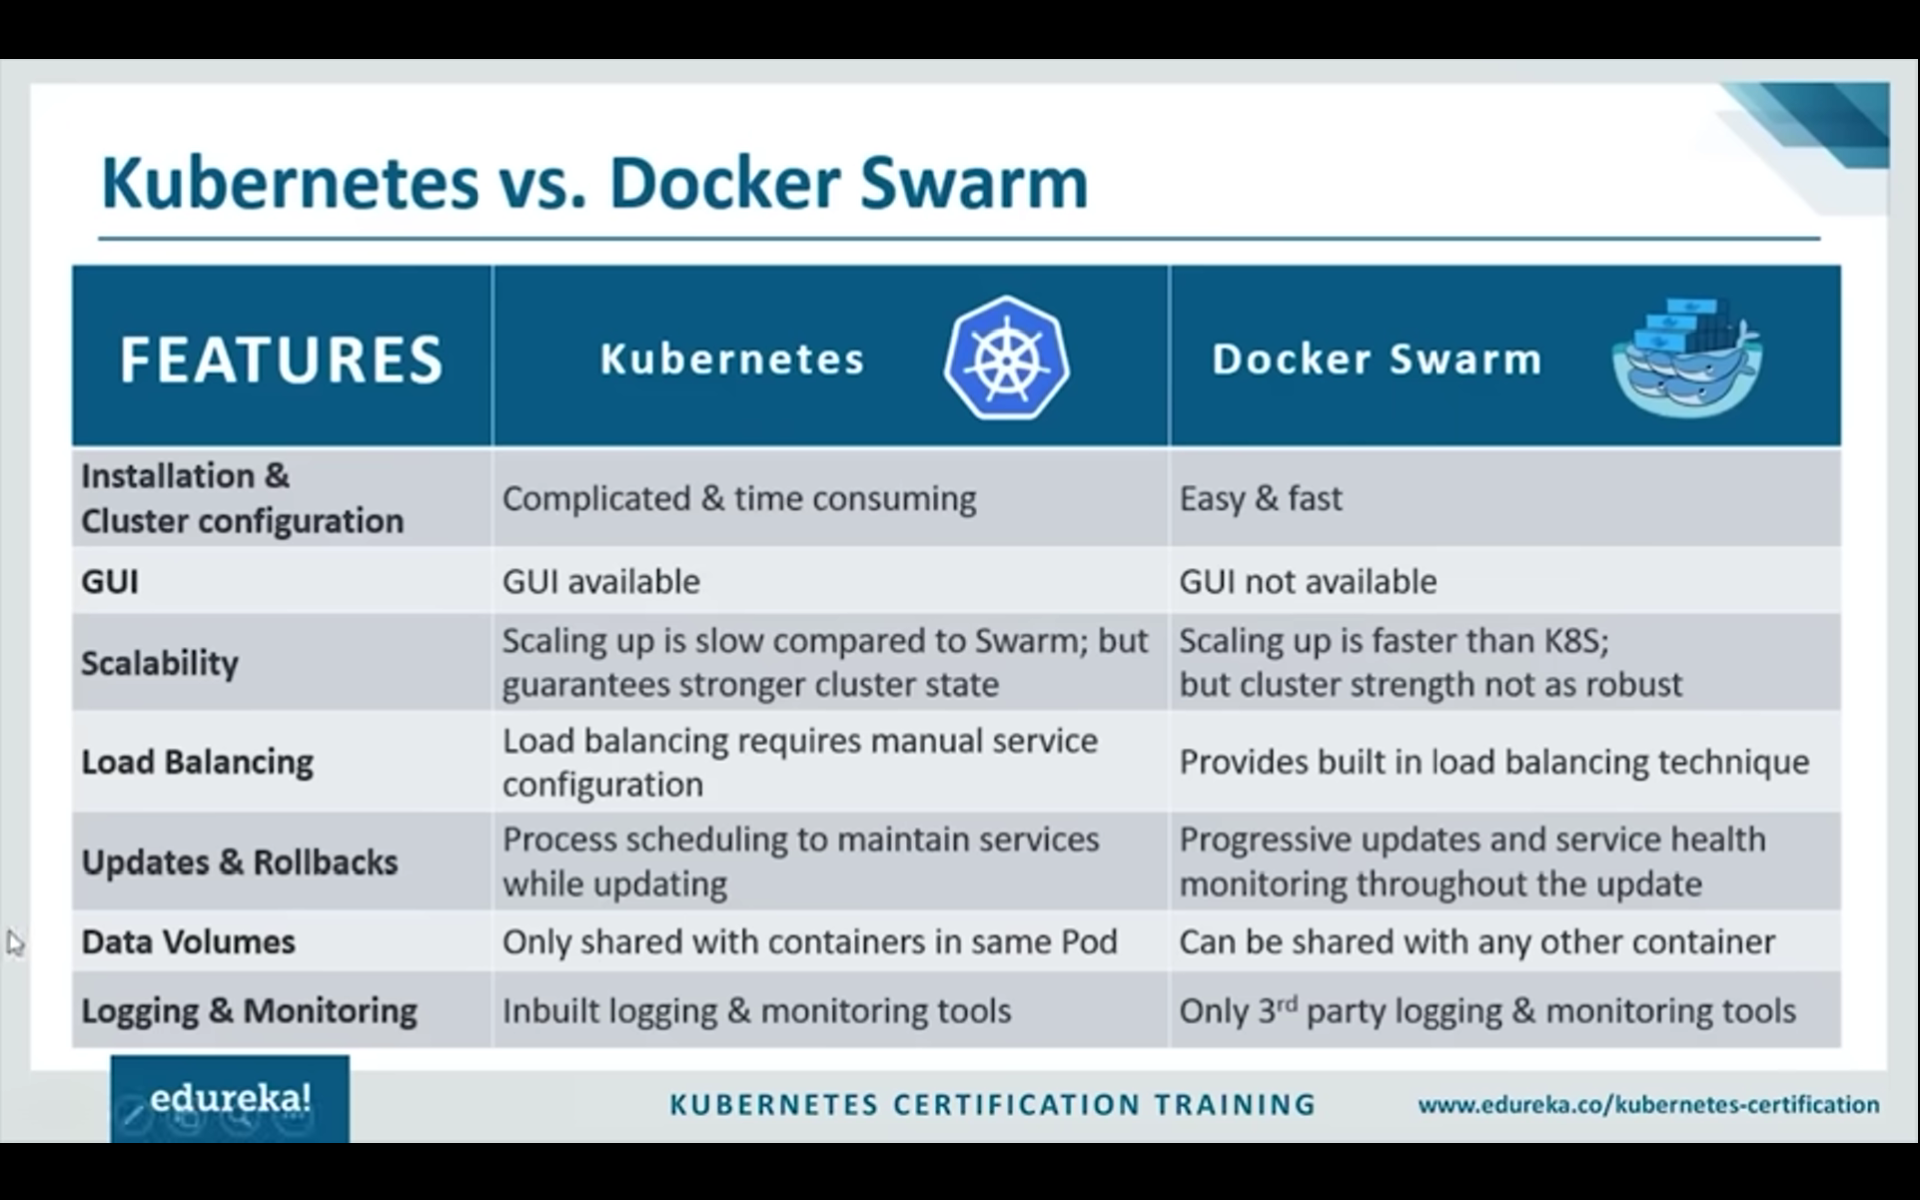 Kubernetes vs. Docker Swarm
FEATURES
Kubernetes
Docker Swarm
Installation &
Cluster configuration
Complicated & time consuming
Easy & fast
GUI
GUI available
GUI not available
Scalability
Scaling up is slow compared to Swarm; but
guarantees stronger cluster state
Scaling up is faster than K8S;
but cluster strength not as robust
Load Balancing
Load balancing requires manual service
configuration
Provides built in load balancing technique
Updates & Rollbacks
Process scheduling to maintain services
while updating
Progressive updates and service health
monitoring throughout the update
Data Volumes
Only shared with containers in same Pod
Can be shared with any other container
Logging & Monitoring
Inbuilt logging & monitoring tools
Only 3rd party logging & monitoring tools
edureka!
KUBERNETES CERTIFICATION TRAINING
www.edureka.co/kubernetes-certification